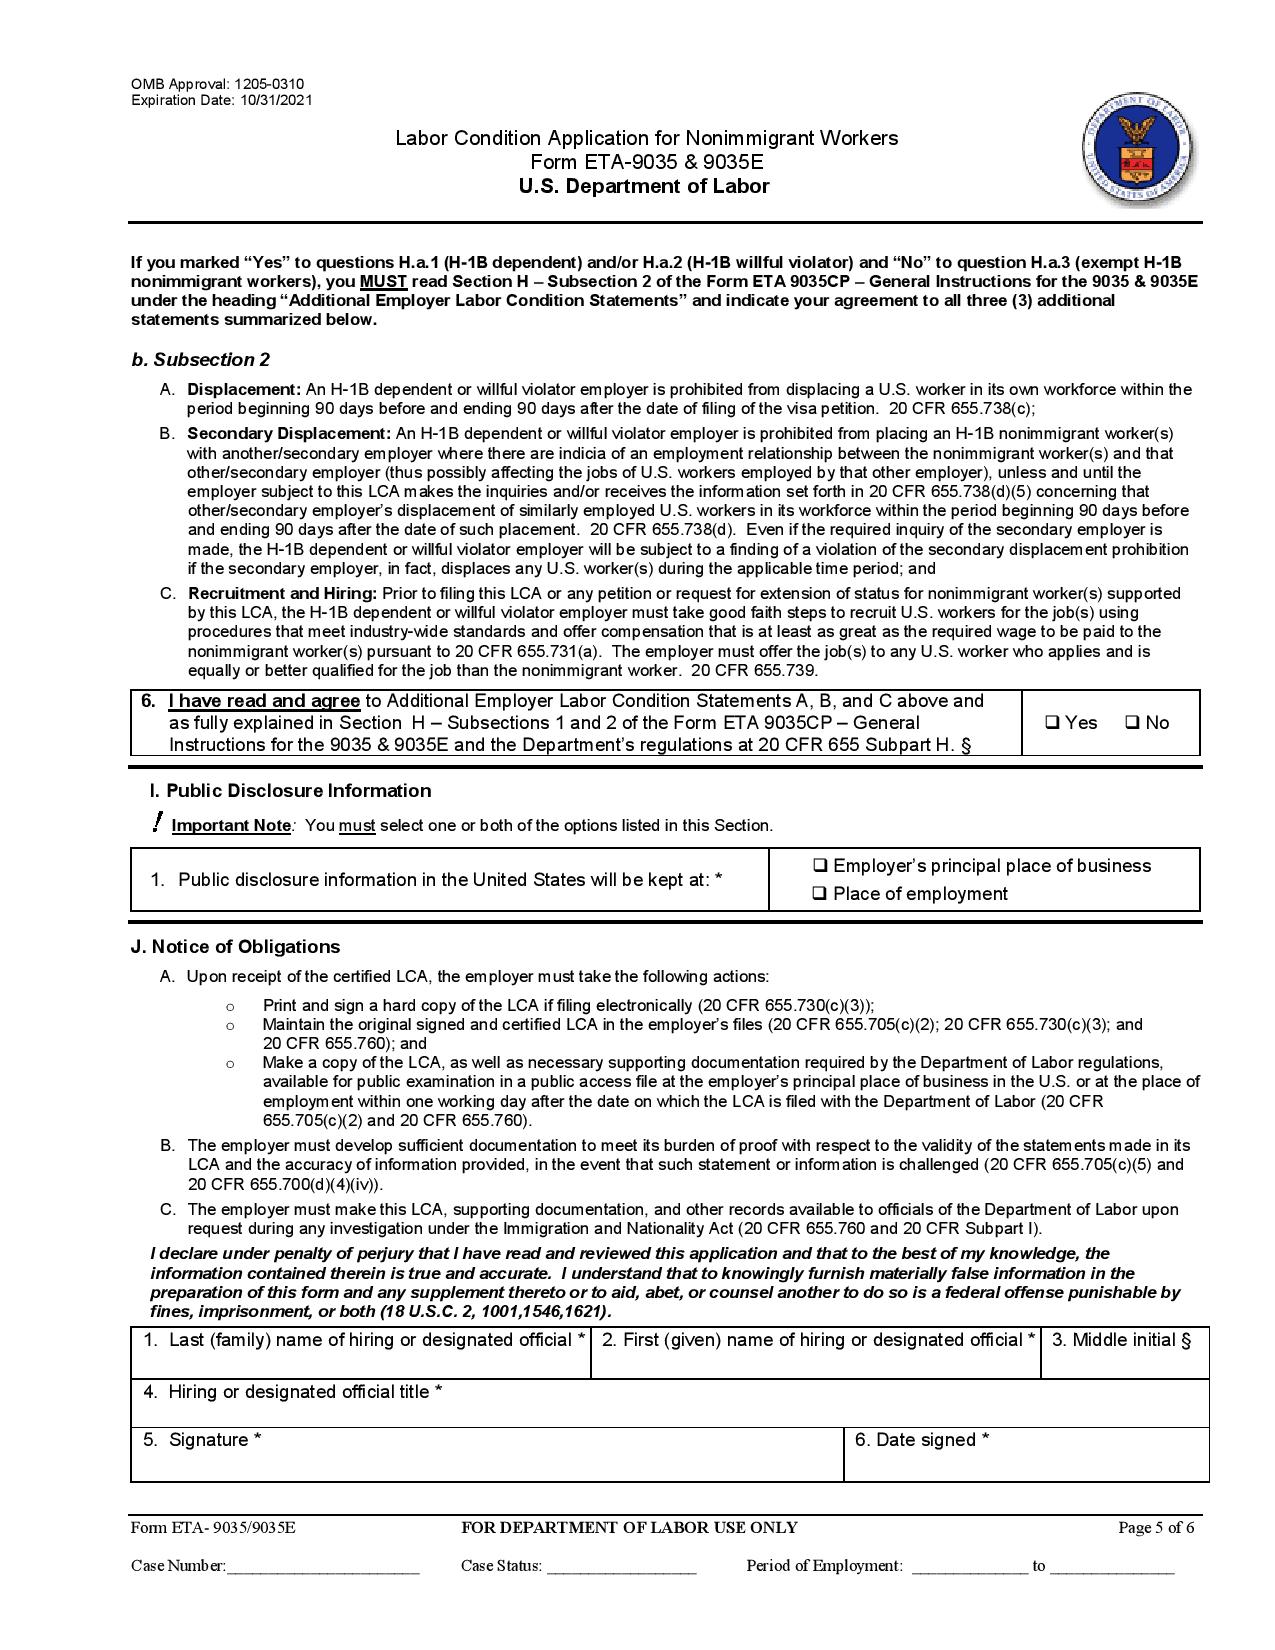 OMB Approval: 1205-0310
Expiration Date: 10/31/2021
Labor Condition Application for Nonimmigrant Workers
Form ETA-9035 & 9035E
U.S. Department of Labor
DEPARTMENT OF LABOR
UNITED STATES OF AMERICA
If you marked “Yes” to questions H.a.1 (H-1B dependent) and/or H.a.2 (H-1B willful violator) and “No” to question H.a.3 (exempt H-1B
nonimmigrant workers), you MUST read Section H – Subsection 2 of the Form ETA 9035CP – General Instructions for the 9035 & 9035E
under the heading “Additional Employer Labor Condition Statements” and indicate your agreement to all three (3) additional
statements summarized below.
b. Subsection 2
A. Displacement: An H-1B dependent or willful violator employer is prohibited from displacing a U.S. worker in its own workforce within the
period beginning 90 days before and ending 90 days after the date of filing of the visa petition. 20 CFR 655.738(c);
B. Secondary Displacement: An H-1B dependent or willful violator employer is prohibited from placing an H-1B nonimmigrant worker(s)
with another/secondary employer where there are indicia of an employment relationship between the nonimmigrant worker(s) and that
other/secondary employer (thus possibly affecting the jobs of U.S. workers employed by that other employer), unless and until the
employer subject to this LCA makes the inquiries and/or receives the information set forth in 20 CFR 655.738(d)(5) concerning that
other/secondary employer’s displacement of similarly employed U.S. workers in its workforce within the period beginning 90 days before
and ending 90 days after the date of such placement. 20 CFR 655.738(d). Even if the required inquiry of the secondary employer is
made, the H-1B dependent or willful violator employer will be subject to a finding of a violation of the secondary displacement prohibition
if the secondary employer, in fact, displaces any U.S. worker(s) during the applicable time period; and
C. Recruitment and Hiring: Prior to filing this LCA or any petition or request for extension of status for nonimmigrant worker(s) supported
by this LCA, the H-1B dependent or willful violator employer must take good faith steps to recruit U.S. workers for the job(s) using
procedures that meet industry-wide standards and offer compensation that is at least as great as the required wage to be paid to the
nonimmigrant worker(s) pursuant to 20 CFR 655.731(a). The employer must offer the job(s) to any U.S. worker who applies and is
equally or better qualified for the job than the nonimmigrant worker. 20 CFR 655.739.
6. I have read and agree to Additional Employer Labor Condition Statements A, B, and C above and
as fully explained in Section H – Subsections 1 and 2 of the Form ETA 9035CP – General
Instructions for the 9035 & 9035E and the Department’s regulations at 20 CFR 655 Subpart H. §
❑ Yes ❑ No
I. Public Disclosure Information
! Important Note: You must select one or both of the options listed in this Section.
1. Public disclosure information in the United States will be kept at: *
❑ Employer’s principal place of business
❑ Place of employment
J. Notice of Obligations
A. Upon receipt of the certified LCA, the employer must take the following actions:
o Print and sign a hard copy of the LCA if filing electronically (20 CFR 655.730(c)(3));
o Maintain the original signed and certified LCA in the employer’s files (20 CFR 655.705(c)(2); 20 CFR 655.730(c)(3); and
20 CFR 655.760); and
o Make a copy of the LCA, as well as necessary supporting documentation required by the Department of Labor regulations,
available for public examination in a public access file at the employer’s principal place of business in the U.S. or at the place of
employment within one working day after the date on which the LCA is filed with the Department of Labor (20 CFR
655.705(c)(2) and 20 CFR 655.760).
B. The employer must develop sufficient documentation to meet its burden of proof with respect to the validity of the statements made in its
LCA and the accuracy of information provided, in the event that such statement or information is challenged (20 CFR 655.705(c)(5) and
20 CFR 655.700(d)(4)(iv)).
C. The employer must make this LCA, supporting documentation, and other records available to officials of the Department of Labor upon
request during any investigation under the Immigration and Nationality Act (20 CFR 655.760 and 20 CFR Subpart I).
I declare under penalty of perjury that I have read and reviewed this application and that to the best of my knowledge, the
information contained therein is true and accurate. I understand that to knowingly furnish materially false information in the
preparation of this form and any supplement thereto or to aid, abet, or counsel another to do so is a federal offense punishable by
fines, imprisonment, or both (18 U.S.C. 2, 1001,1546,1621).
1. Last (family) name of hiring or designated official * 2. First (given) name of hiring or designated official * 3. Middle initial §
4. Hiring or designated official title *
5. Signature * 6. Date signed *
Form ETA- 9035/9035E FOR DEPARTMENT OF LABOR USE ONLY Page 5 of 6
Case Number:_______________________ Case Status: __________________ Period of Employment: ______________ to _______________